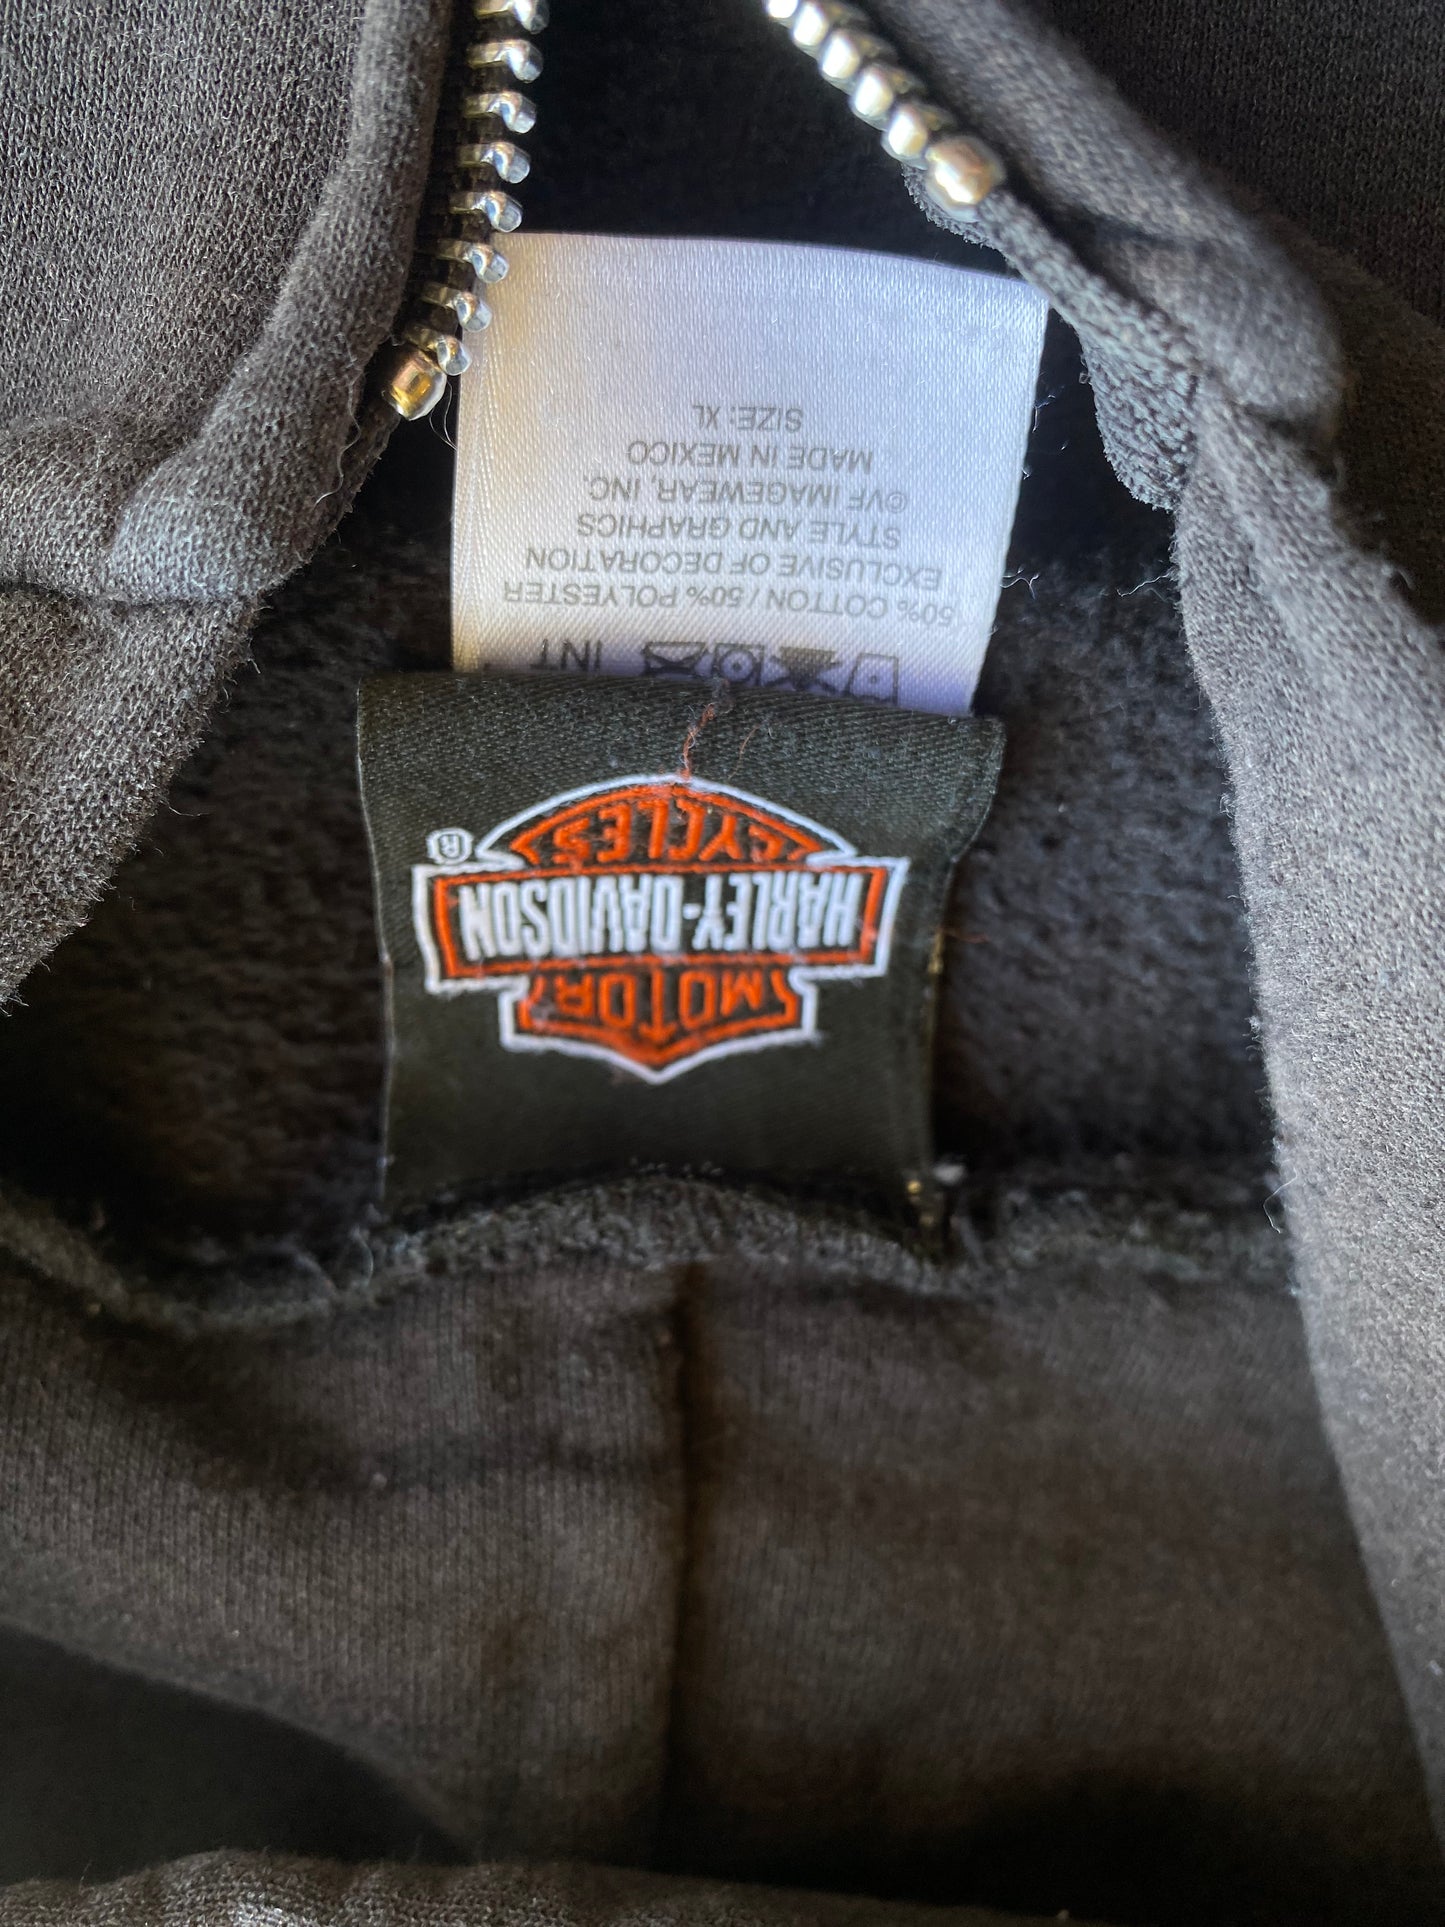 MOTOR
HARLEY-DAVIDSON
CYCLES
®
INT
50% COTTON / 50% POLYESTER
EXCLUSIVE OF DECORATION
STYLE AND GRAPHICS
©VF IMAGEWEAR, INC.
MADE IN MEXICO
SIZE: XL